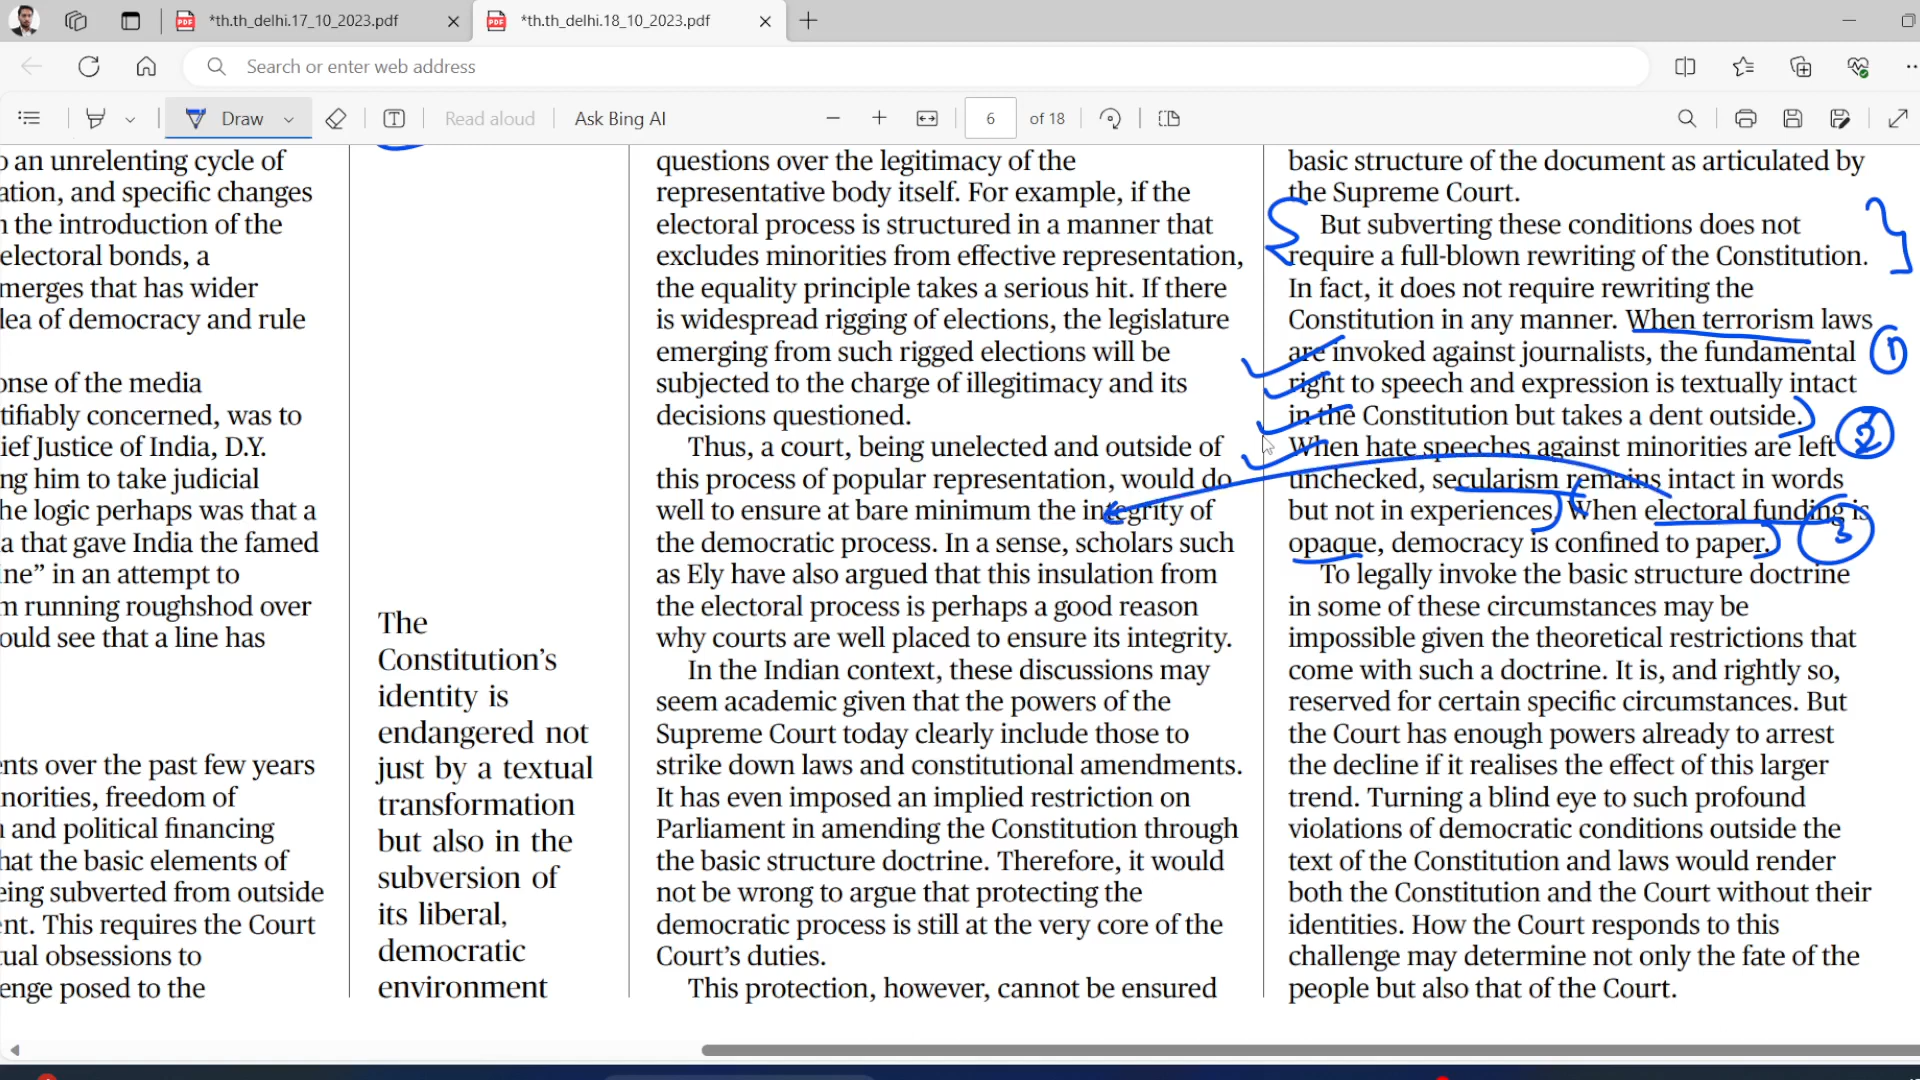 *th.th_delhi.17_10_2023.pdf
*th.th_delhi.18_10_2023.pdf
Search or enter web address
Draw
Read aloud
Ask Bing AI
6
of 18
an unrelenting cycle of
ation, and specific changes
the introduction of the
electoral bonds, a
merges that has wider
of democracy and rule
onse of the media
tifiably concerned, was to
ief Justice of India, D.Y.
ng him to take judicial
he logic perhaps was that a
a that gave India the famed
ine” in an attempt to
m running roughshod over
ould see that a line has
nts over the past few years
norities, freedom of
and political financing
hat the basic elements of
eing subverted from outside
nt. This requires the Court
tual obsessions to
enge posed to the
The
Constitution’s
identity is
endangered not
just by a textual
transformation
but also in the
subversion of
its liberal,
democratic
environment
questions over the legitimacy of the
representative body itself. For example, if the
electoral process is structured in a manner that
excludes minorities from effective representation,
the equality principle takes a serious hit. If there
is widespread rigging of elections, the legislature
emerging from such rigged elections will be
subjected to the charge of illegitimacy and its
decisions questioned.
Thus, a court, being unelected and outside of
this process of popular representation, would do
well to ensure at bare minimum the integrity of
the democratic process. In a sense, scholars such
as Ely have also argued that this insulation from
the electoral process is perhaps a good reason
why courts are well placed to ensure its integrity.
In the Indian context, these discussions may
seem academic given that the powers of the
Supreme Court today clearly include those to
strike down laws and constitutional amendments.
It has even imposed an implied restriction on
Parliament in amending the Constitution through
the basic structure doctrine. Therefore, it would
not be wrong to argue that protecting the
democratic process is still at the very core of the
Court’s duties.
This protection, however, cannot be ensured
basic structure of the document as articulated by
the Supreme Court.
But subverting these conditions does not
require a full-blown rewriting of the Constitution.
In fact, it does not require rewriting the
Constitution in any manner. When terrorism laws
are invoked against journalists, the fundamental
1
right to speech and expression is textually intact
in the Constitution but takes a dent outside.
2
When hate speeches against minorities are left
unchecked, secularism remains intact in words
but not in experiences. When electoral funding is
3
opaque, democracy is confined to paper.
To legally invoke the basic structure doctrine
in some of these circumstances may be
impossible given the theoretical restrictions that
come with such a doctrine. It is, and rightly so,
reserved for certain specific circumstances. But
the Court has enough powers already to arrest
the decline if it realises the effect of this larger
trend. Turning a blind eye to such profound
violations of democratic conditions outside the
text of the Constitution and laws would render
both the Constitution and the Court without their
identities. How the Court responds to this
challenge may determine not only the fate of the
people but also that of the Court.